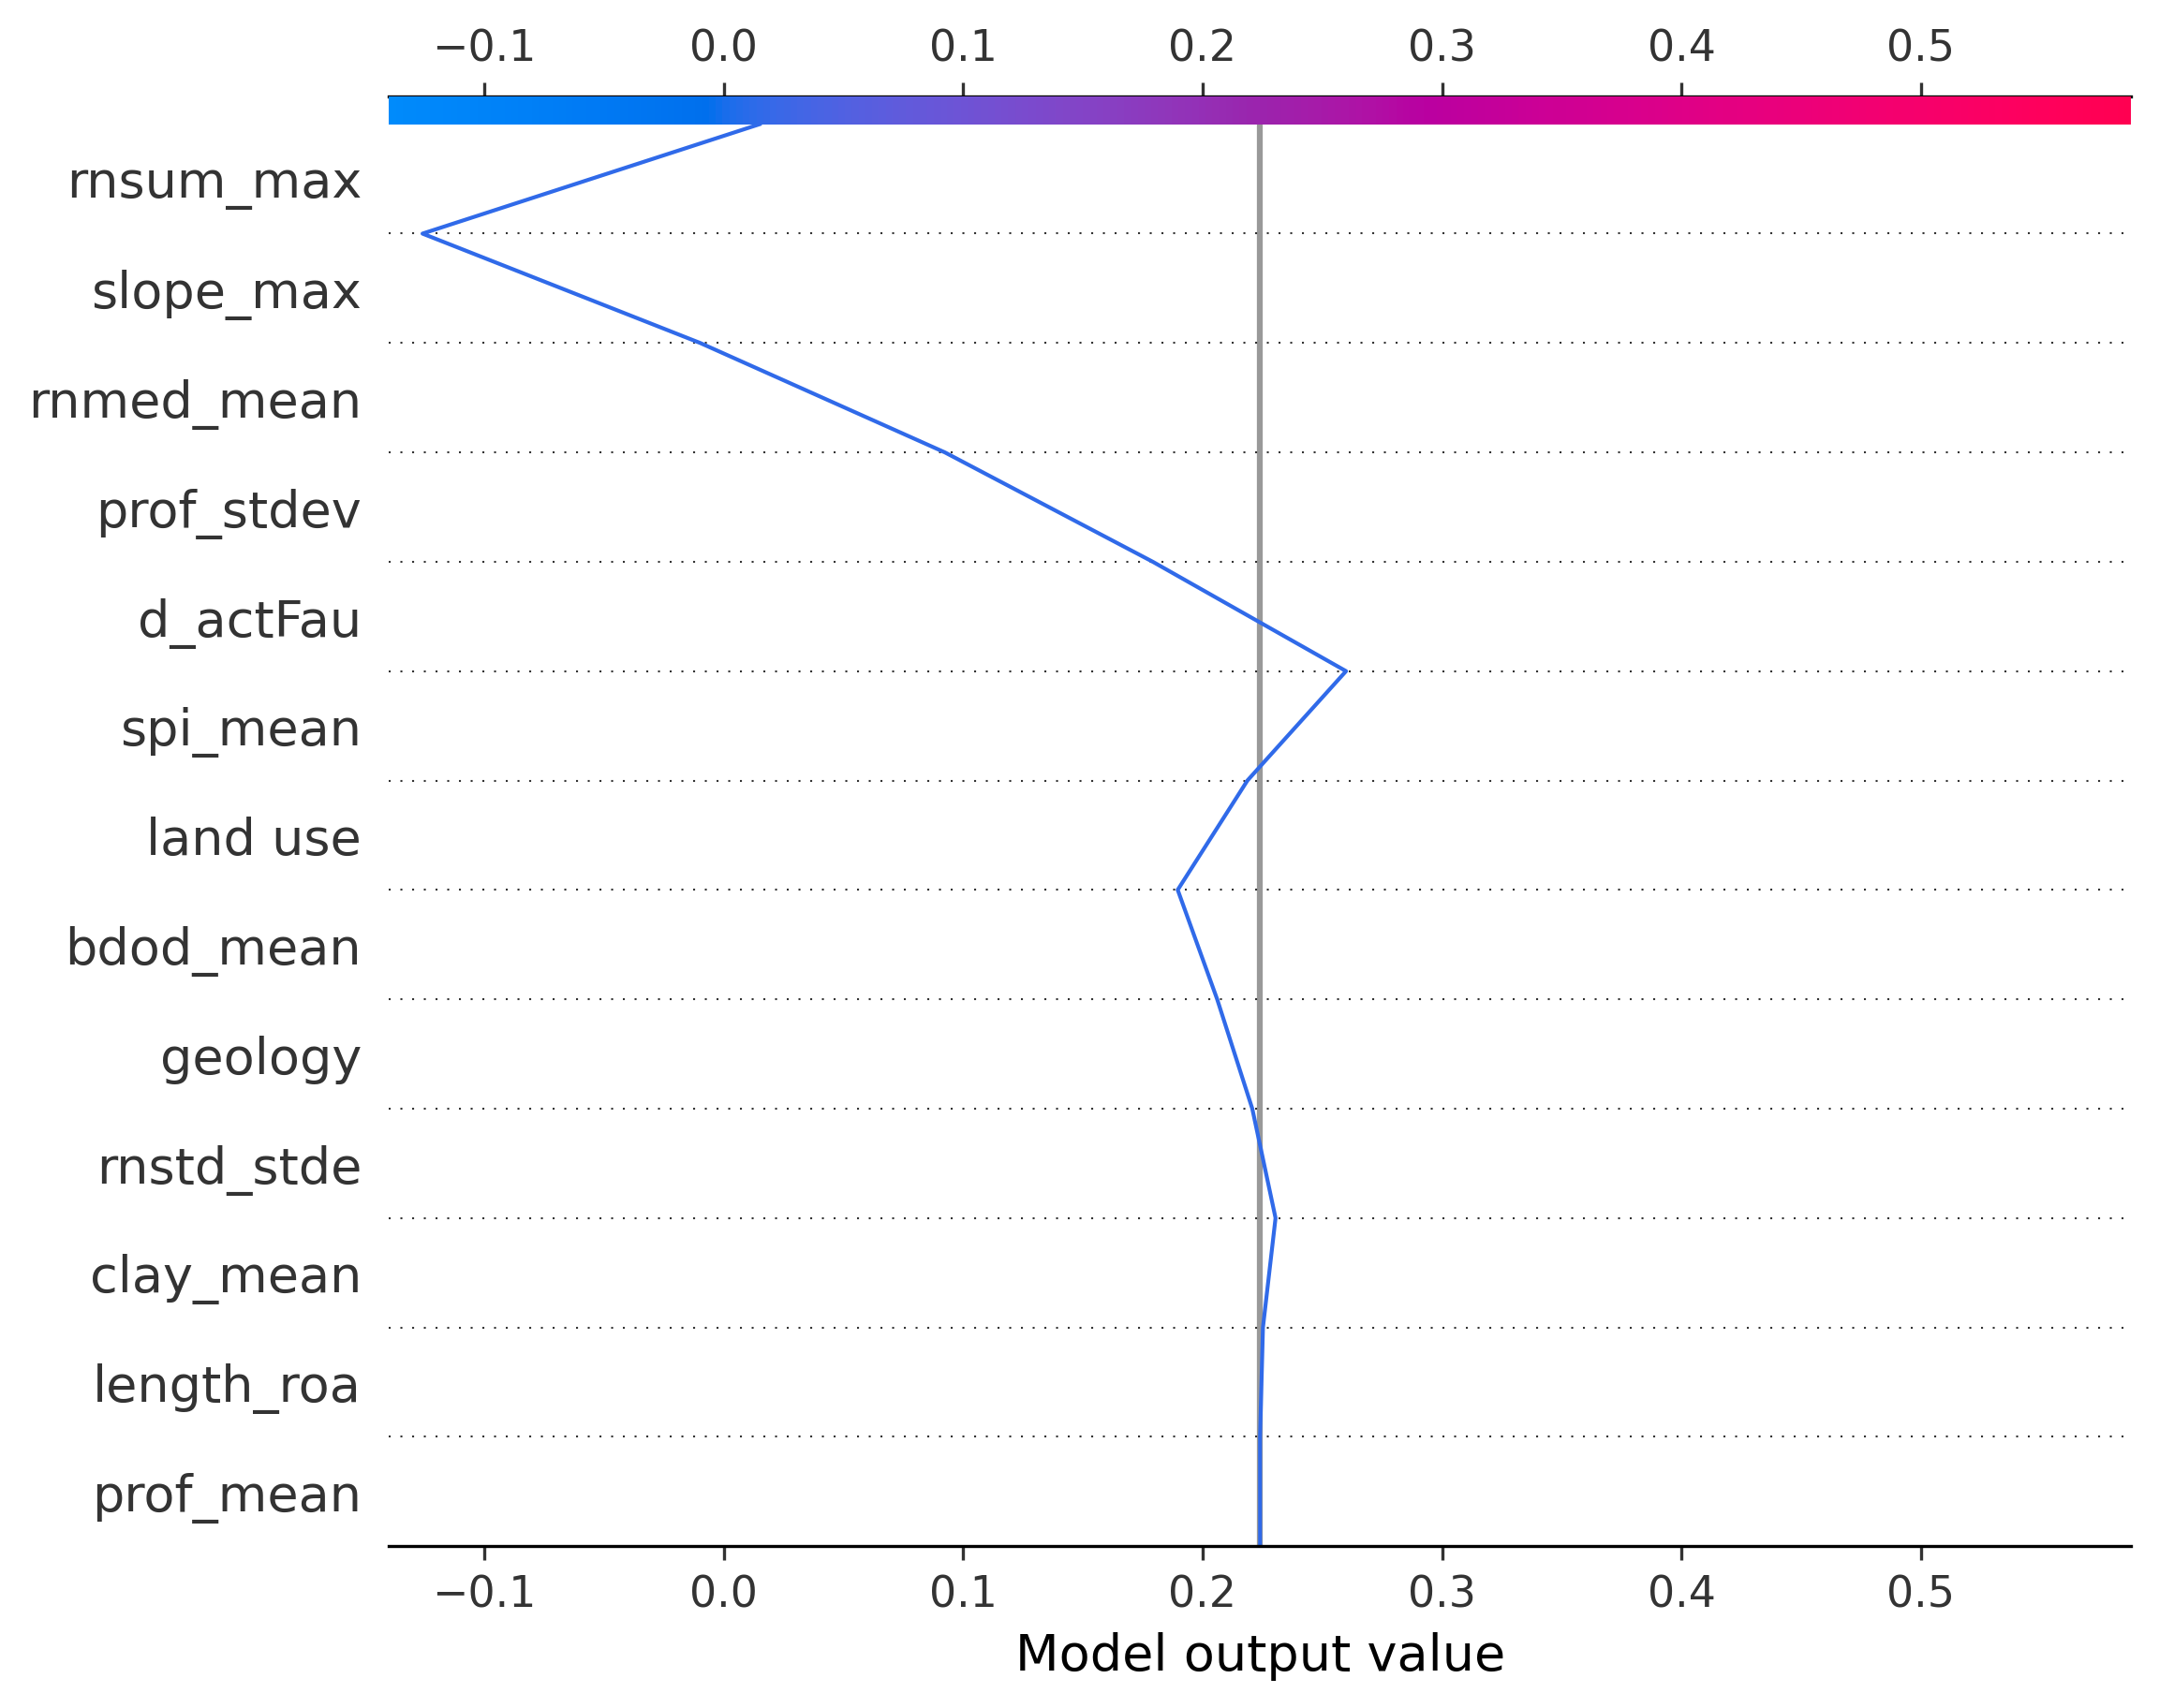 −0.1 0.0 0.1 0.2 0.3 0.4 0.5
rnsum_max
slope_max
rnmed_mean
prof_stdev
d_actFau
spi_mean
land use
bdod_mean
geology
rnstd_stde
clay_mean
length_roa
prof_mean
−0.1 0.0 0.1 0.2 0.3 0.4 0.5
Model output value